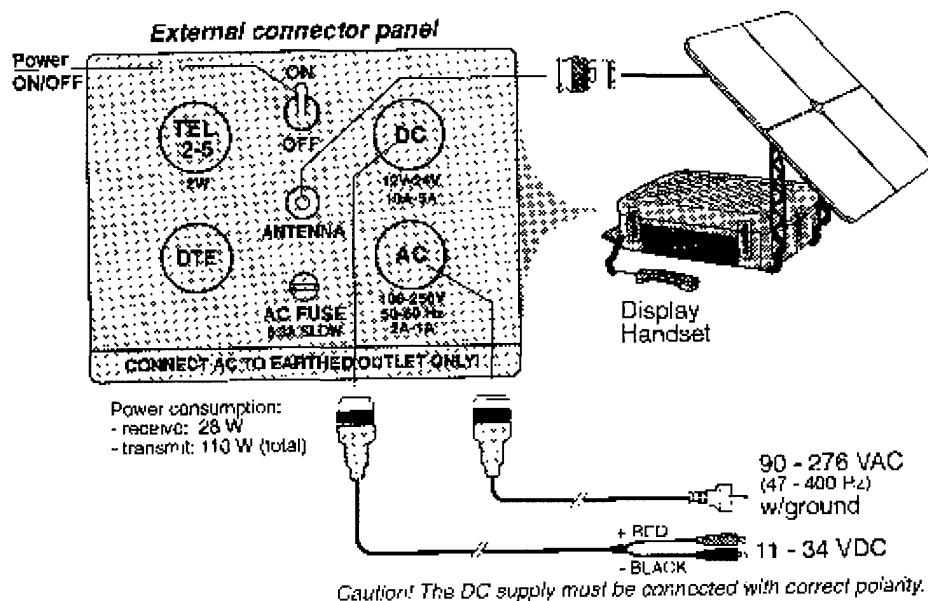 External connector panel
Power
ON/OFF
ON
OFF
TEL
2-5
2W
DC
12V-24V
10A-5A
ANTENNA
DTE
AC
100-250V
50-60 Hz
2A-1A
AC FUSE
SLOW
CONNECT AC TO EARTHED OUTLET ONLY!
Display
Handset
Power consumption:
- receive: 28 W
- transmit: 110 W (total)
90 - 276 VAC
(47 - 400 Hz)
w/ground
+ RED
11 - 34 VDC
- BLACK
Caution! The DC supply must be connected with correct polarity.